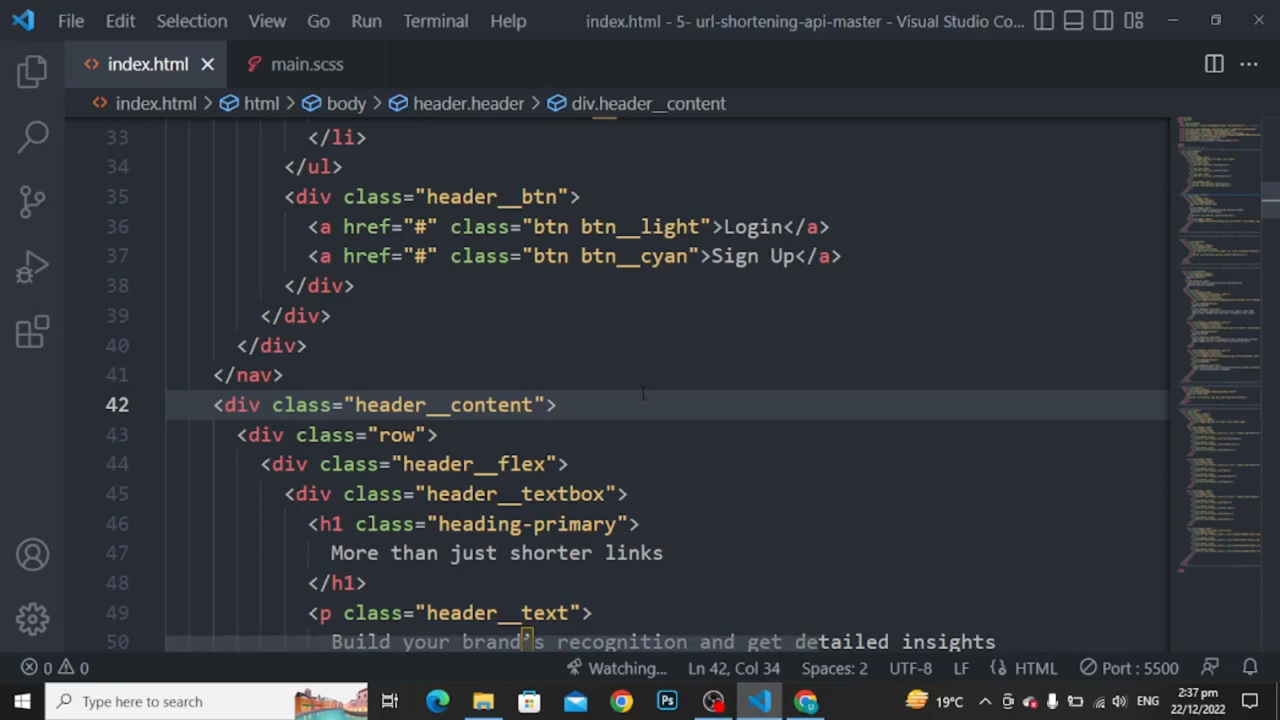 File Edit Selection View Go Run Terminal Help index.html - 5- url-shortening-api-master - Visual Studio Co...
index.html main.scss
index.html > html > body > header.header > div.header__content
33 </li>
34 </ul>
35 <div class="header__btn">
36 <a href="#" class="btn btn__light">Login</a>
37 <a href="#" class="btn btn__cyan">Sign Up</a>
38 </div>
39 </div>
40 </div>
41 </nav>
42 <div class="header__content">
43 <div class="row">
44 <div class="header__flex">
45 <div class="header__textbox">
46 <h1 class="heading-primary">
47 More than just shorter links
48 </h1>
49 <p class="header__text">
50 Build your brand’s recognition and get detailed insights
0 0 Watching... Ln 42, Col 34 Spaces: 2 UTF-8 LF HTML Port : 5500
Type here to search Ps 19°C ENG 2:37 pm
22/12/2022